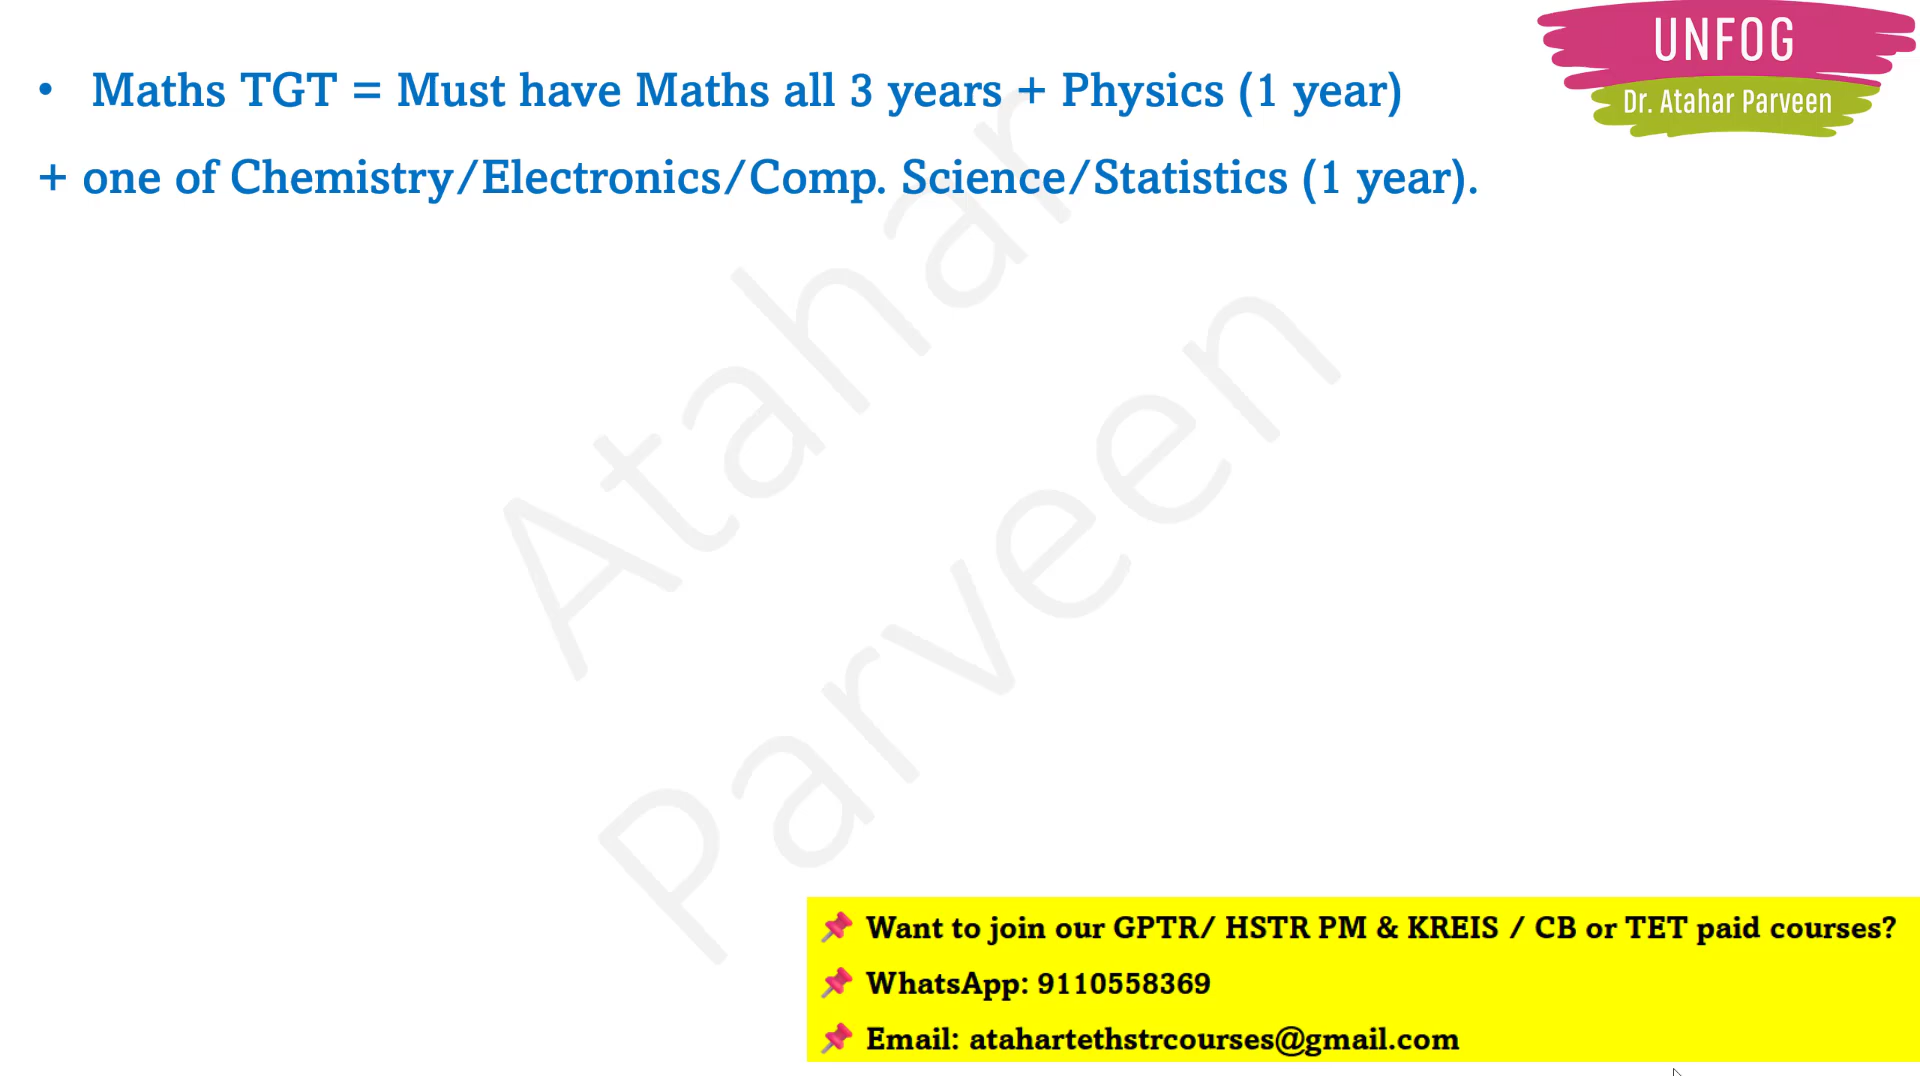 UNFOG
Dr. Atahar Parveen
• Maths TGT = Must have Maths all 3 years + Physics (1 year)
+ one of Chemistry/Electronics/Comp. Science/Statistics (1 year).
Atahar
Parveen
📌 Want to join our GPTR/ HSTR PM & KREIS / CB or TET paid courses?
📌 WhatsApp: 9110558369
📌 Email: atahartethstrcourses@gmail.com